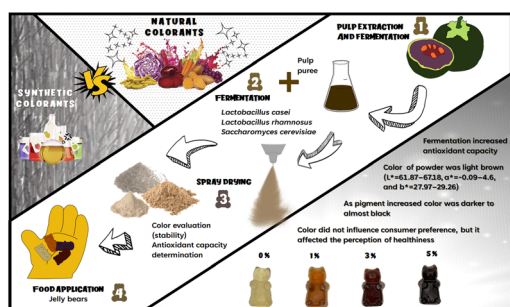 NATURAL
COLORANTS
PULP EXTRACTION
AND FERMENTATION
1
VS
SYNTHETIC
COLORANTS
2
FERMENTATION
+
Pulp
puree
Lactobacillus casei
Lactobacillus rhamnosus
Saccharomyces cerevisiae
Fermentation increased
antioxidant capacity
Color of powder was light brown
(L*=61.87–67.18, a*=-0.09–4.6,
and b*=27.97–29.26)
As pigment increased color was darker to
almost black
SPRAY DRYING
3
Color evaluation
(stability)
Antioxidant capacity
determination
Color did not influence consumer preference, but it
affected the perception of healthiness
0 %
1 %
3 %
5 %
FOOD APPLICATION
Jelly bears
4